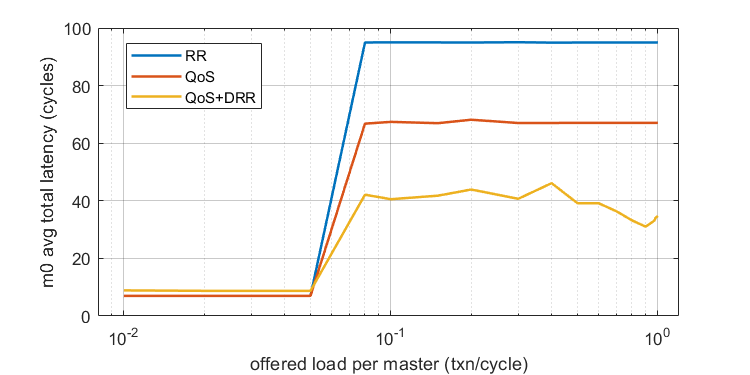 100
80
60
40
20
0
m0 avg total latency (cycles)
RR
QoS
QoS+DRR
10^-2
10^-1
10^0
offered load per master (txn/cycle)